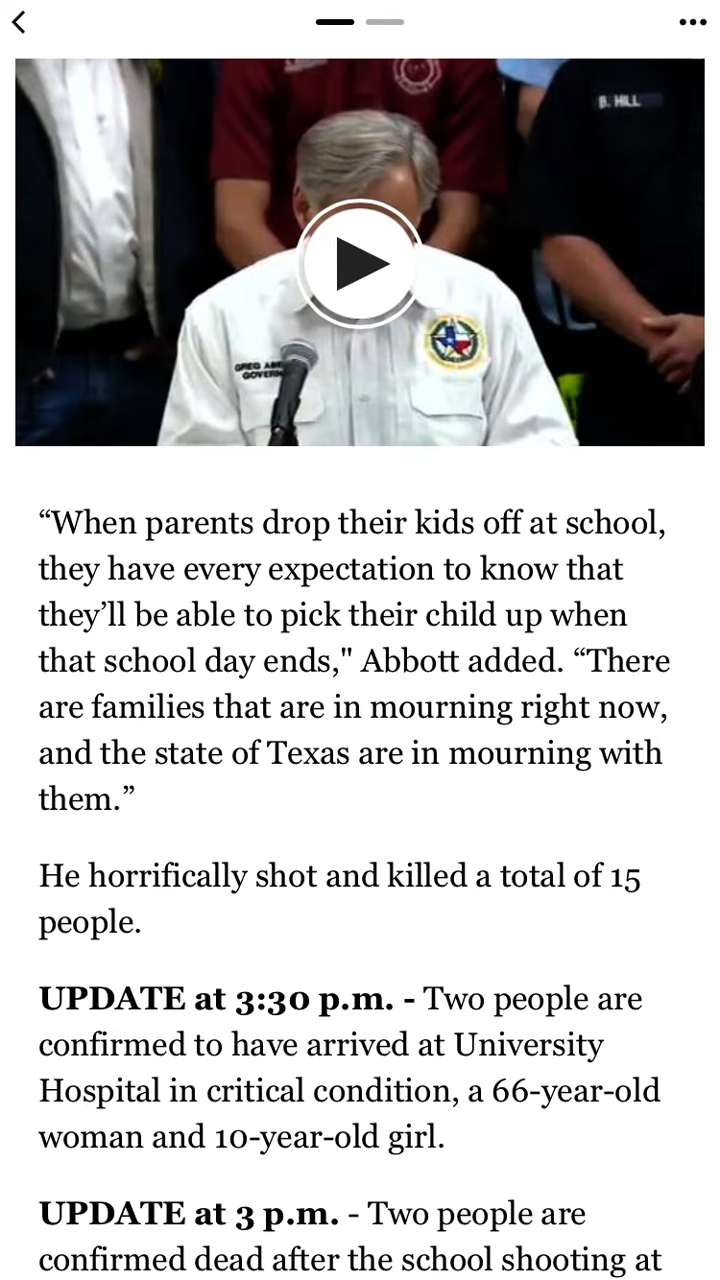 B. HILL
GREG
GOVERN
“When parents drop their kids off at school,
they have every expectation to know that
they’ll be able to pick their child up when
that school day ends," Abbott added. “There
are families that are in mourning right now,
and the state of Texas are in mourning with
them.”
He horrifically shot and killed a total of 15
people.
UPDATE at 3:30 p.m. - Two people are
confirmed to have arrived at University
Hospital in critical condition, a 66-year-old
woman and 10-year-old girl.
UPDATE at 3 p.m. - Two people are
confirmed dead after the school shooting at